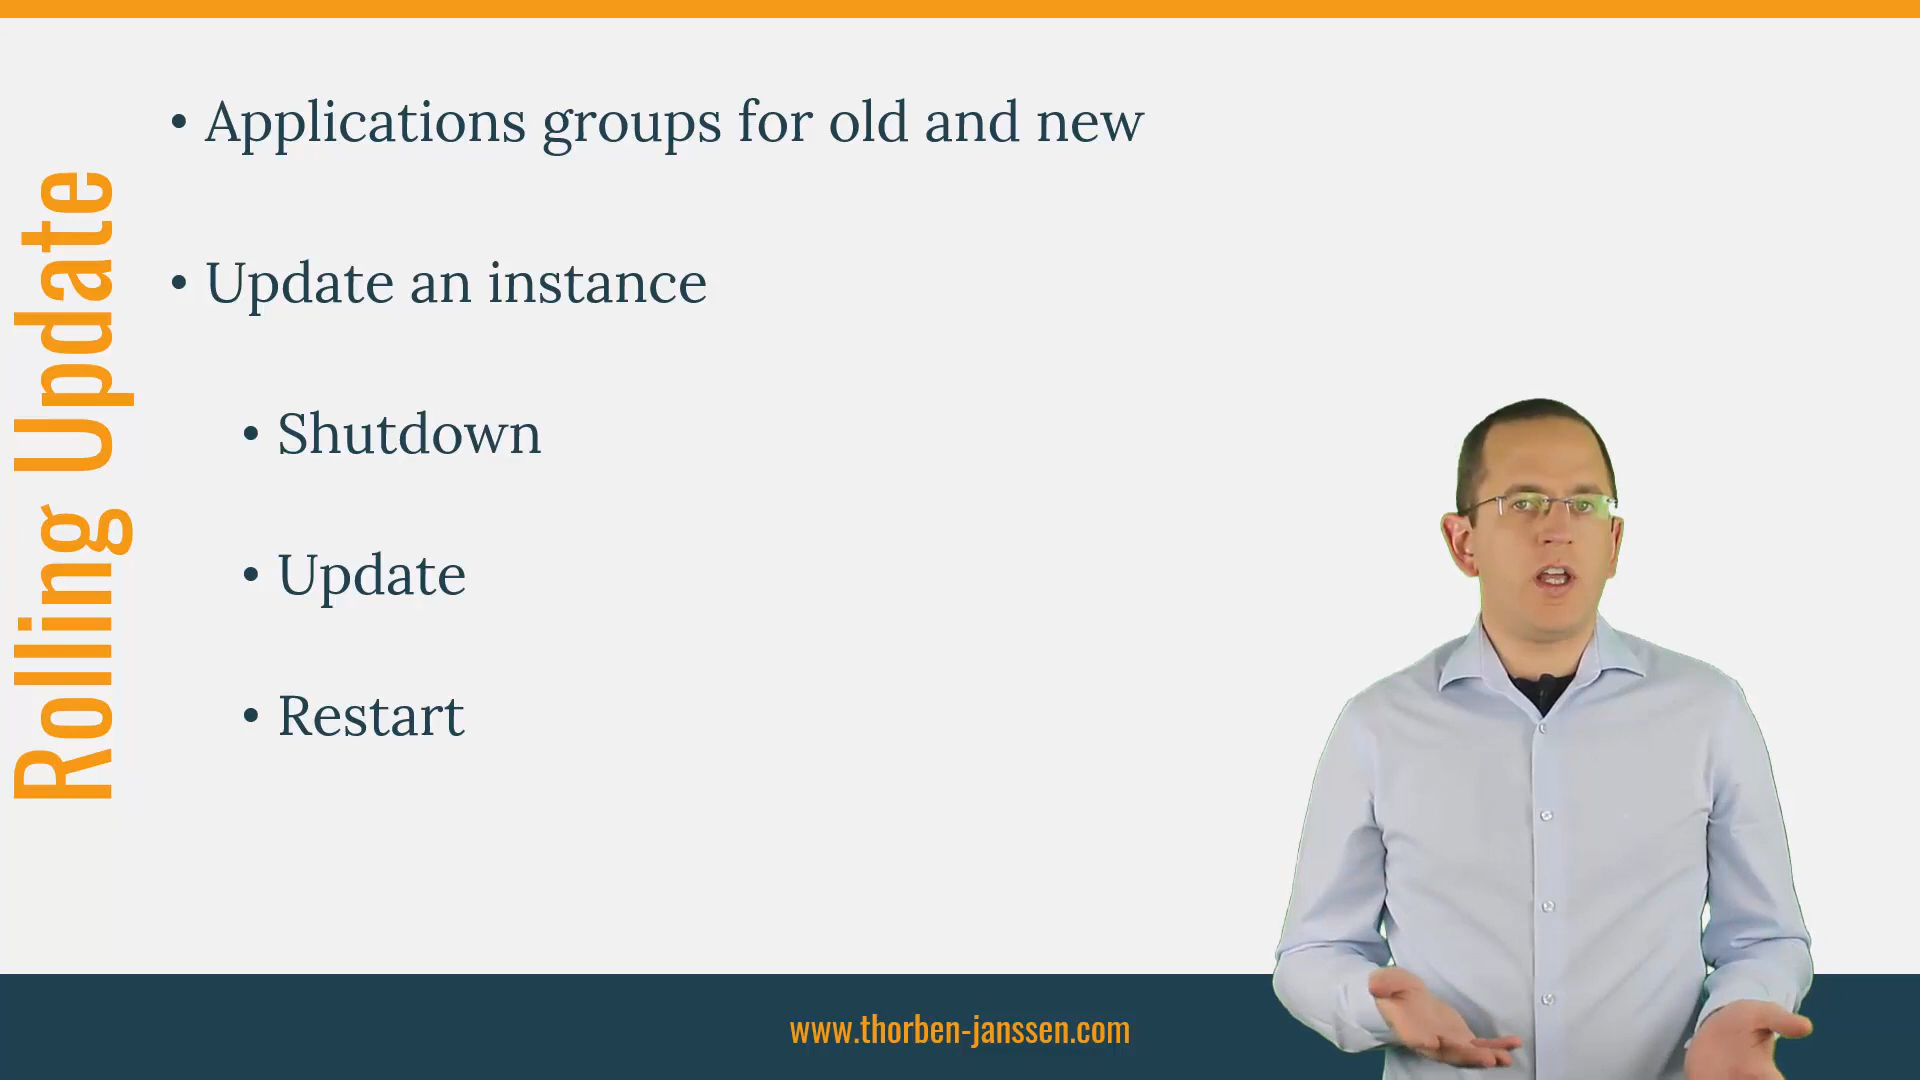 Rolling Update
• Applications groups for old and new
• Update an instance
• Shutdown
• Update
• Restart
www.thorben-janssen.com